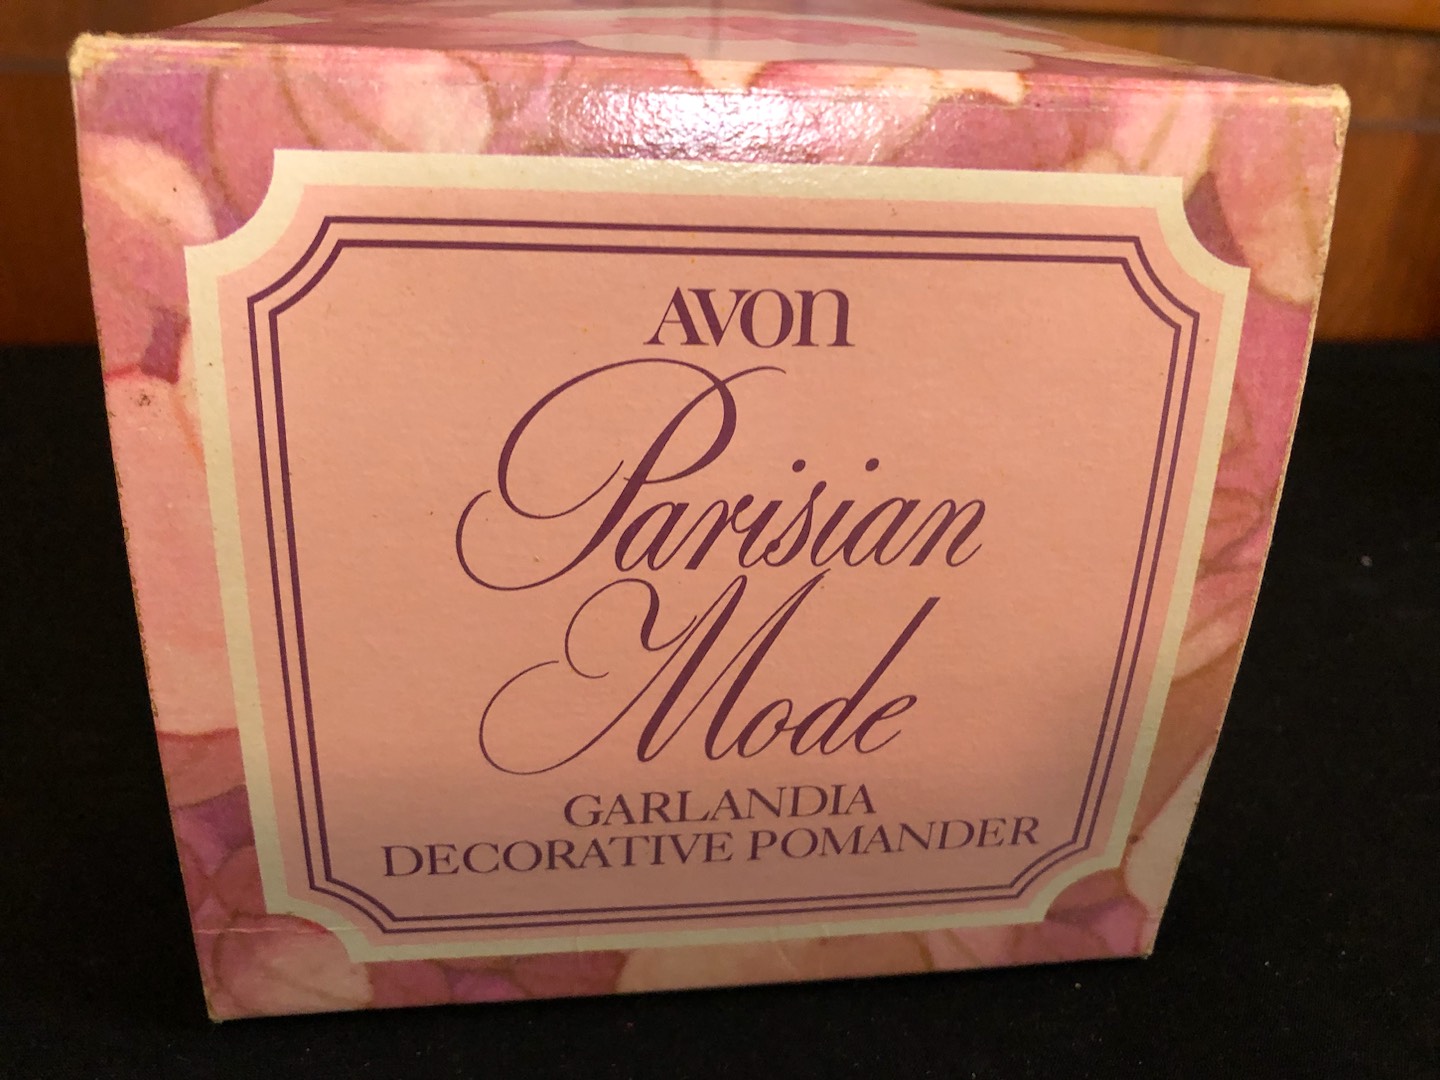 AVON
Parisian
Mode
GARLANDIA
DECORATIVE POMANDER